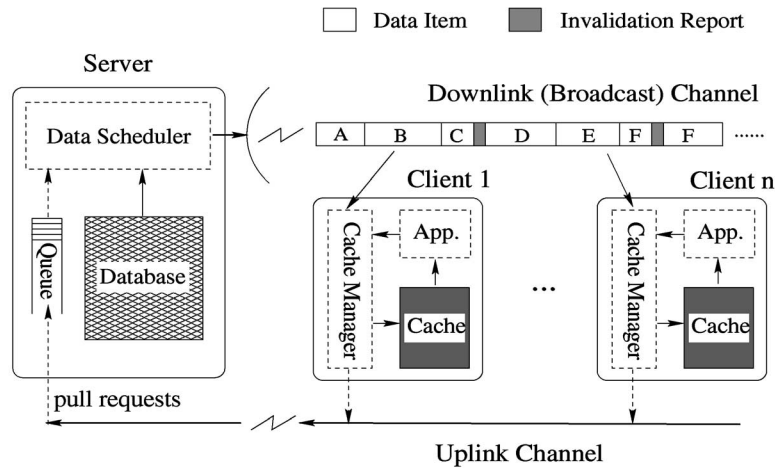 Data Item
Invalidation Report
Server
Downlink (Broadcast) Channel
Data Scheduler
A B C D E F F ......
Client 1
Client n
Queue
Database
Cache Manager
App.
Cache
...
Cache Manager
App.
Cache
pull requests
Uplink Channel